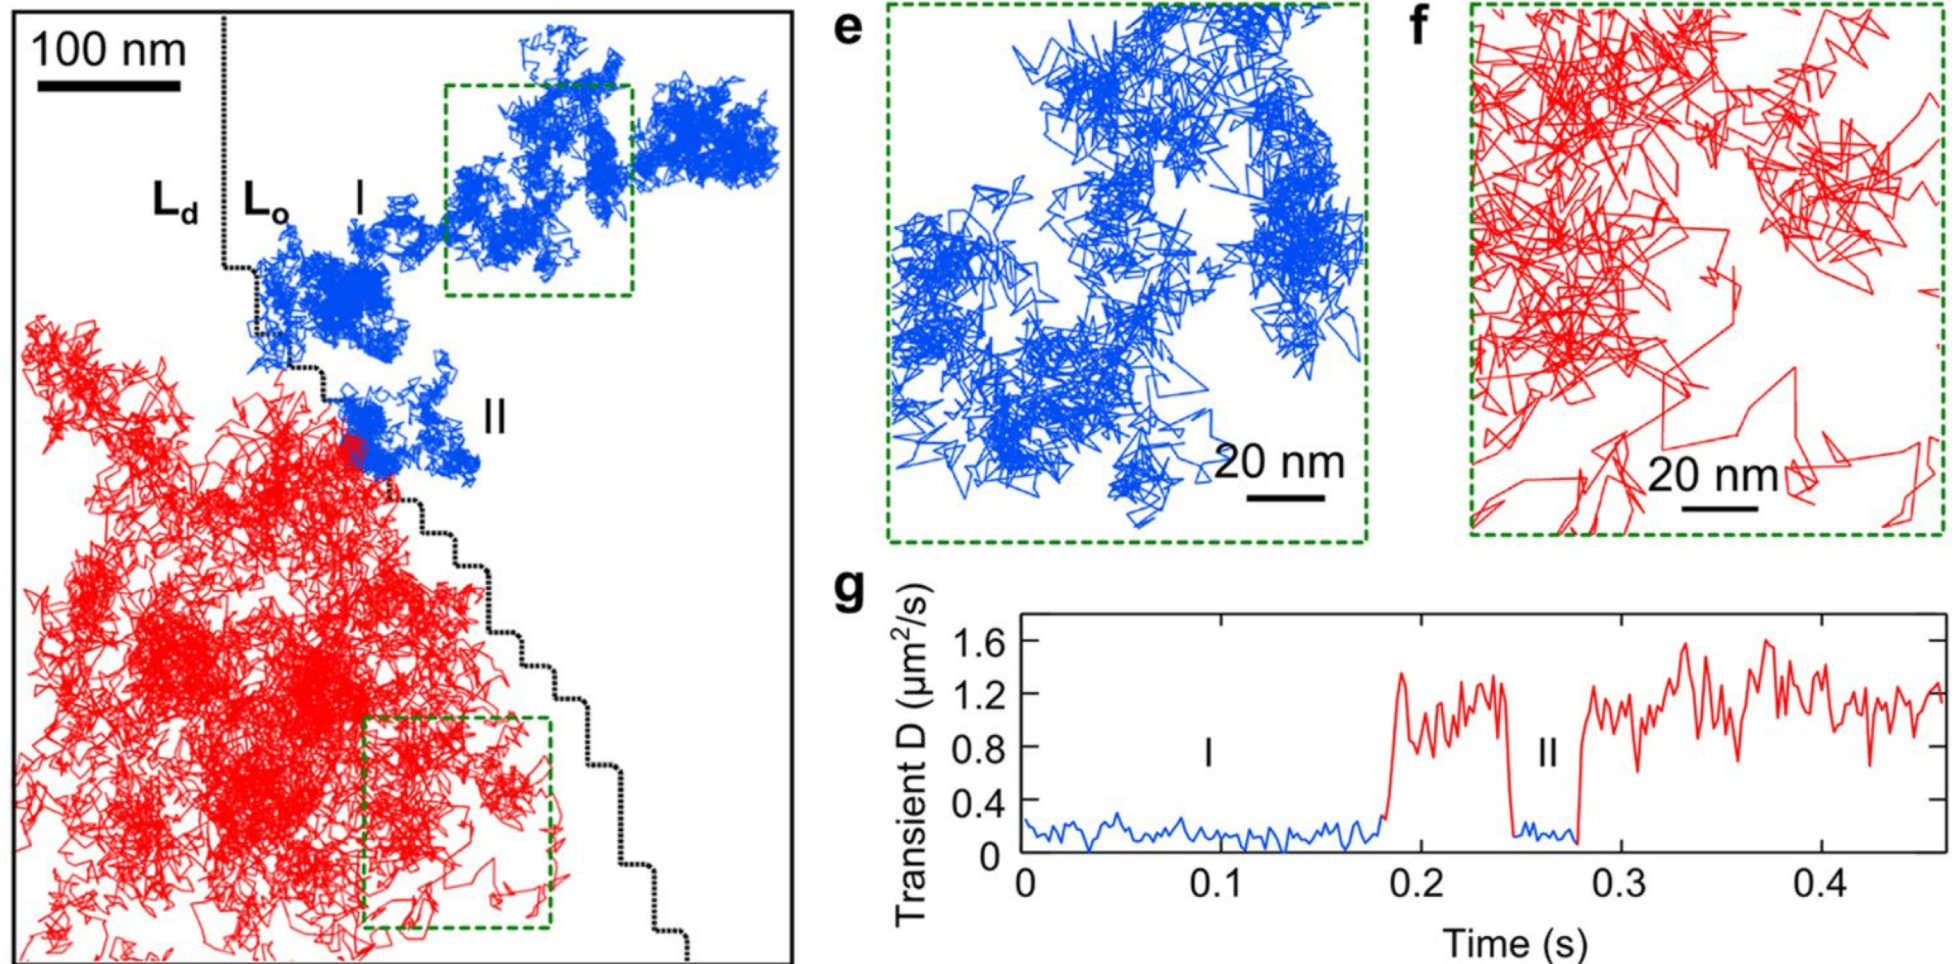 100 nm
L_d L_o I
II
e
20 nm
f
20 nm
g
Transient D (µm²/s)
1.6
1.2
0.8
0.4
0
I II
0 0.1 0.2 0.3 0.4
Time (s)